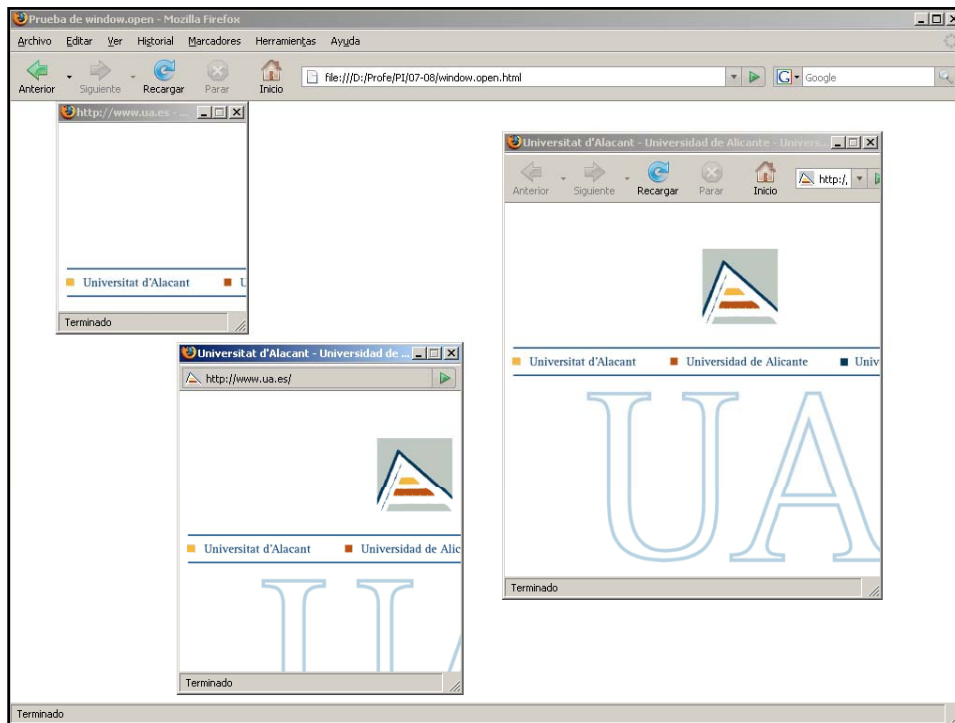 Prueba de window.open - Mozilla Firefox
Archivo Editar Ver Historial Marcadores Herramientas Ayuda
Anterior Siguiente Recargar Parar Inicio
file:///D:/Profe/PI/07-08/window.open.html
G Google
http://www.ua.es - ...
Universitat d'Alacant U
Terminado
Universitat d'Alacant - Universidad de Alicante - Univers...
Anterior Siguiente Recargar Parar Inicio
http:/
Universitat d'Alacant Universidad de Alicante Univ
UA
Terminado
Universitat d'Alacant - Universidad de ...
http://www.ua.es/
Universitat d'Alacant Universidad de Alic
UA
Terminado
Terminado